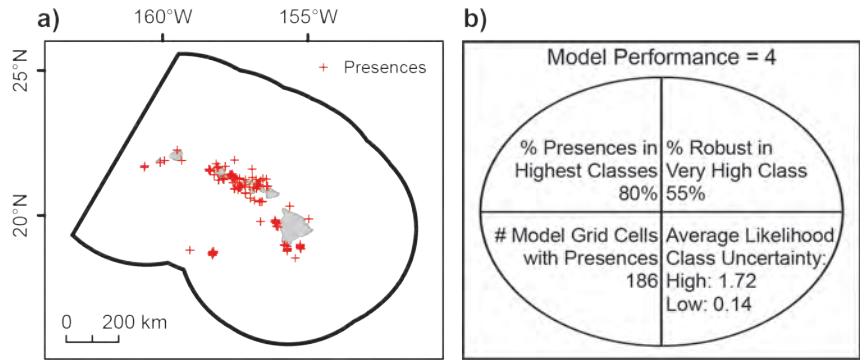 a)
160°W
155°W
25°N
20°N
Presences
0 200 km
b)
Model Performance = 4
% Presences in
Highest Classes
80%
% Robust in
Very High Class
55%
# Model Grid Cells
with Presences
186
Average Likelihood
Class Uncertainty:
High: 1.72
Low: 0.14